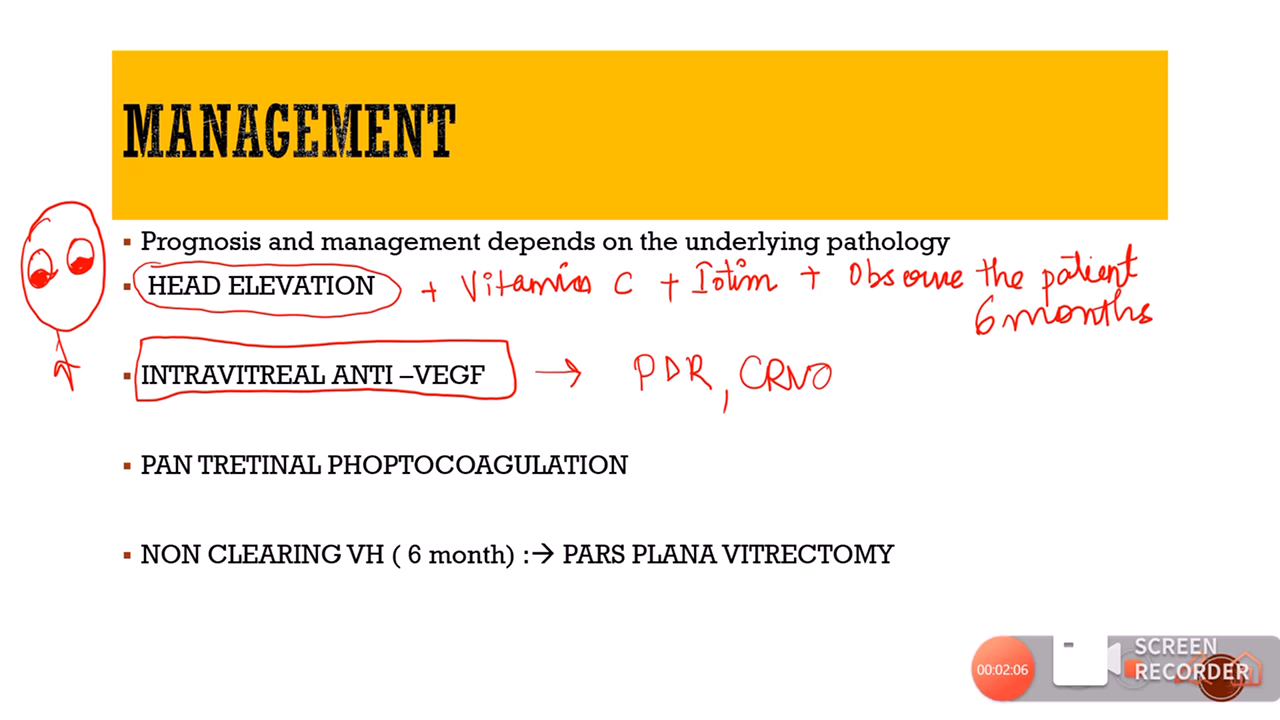 MANAGEMENT
Prognosis and management depends on the underlying pathology
HEAD ELEVATION + Vitamin C + Iotim + Observe the patient
6 months
INTRAVITREAL ANTI –VEGF → PDR, CRVO
PAN TRETINAL PHOPTOCOAGULATION
NON CLEARING VH ( 6 month) :→ PARS PLANA VITRECTOMY
00:02:06
SCREEN
RECORDER